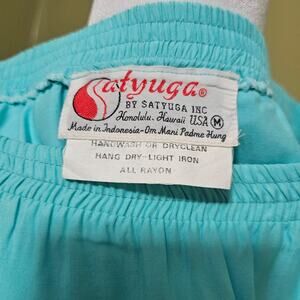 Satyuga®
BY SATYUGA INC
Honolulu, Hawaii USA M
Made in Indonesia-Om Mani Padme Hung
HANDWASH OR DRYCLEAN
HANG DRY-LIGHT IRON
ALL RAYON